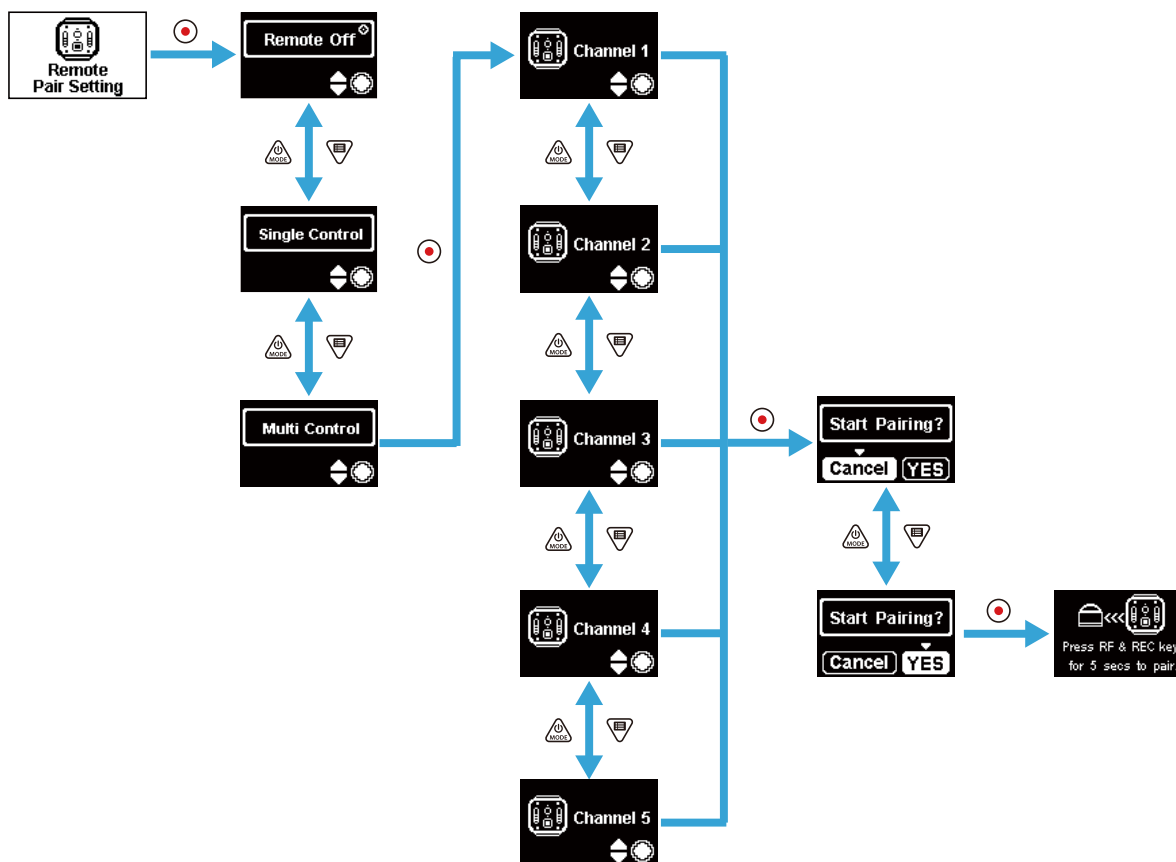 Remote
Pair Setting
Remote Off
MODE
Single Control
MODE
Multi Control
Channel 1
MODE
Channel 2
MODE
Channel 3
MODE
Channel 4
MODE
Channel 5
Start Pairing?
Cancel YES
MODE
Start Pairing?
Cancel YES
Press RF & REC key
for 5 secs to pair